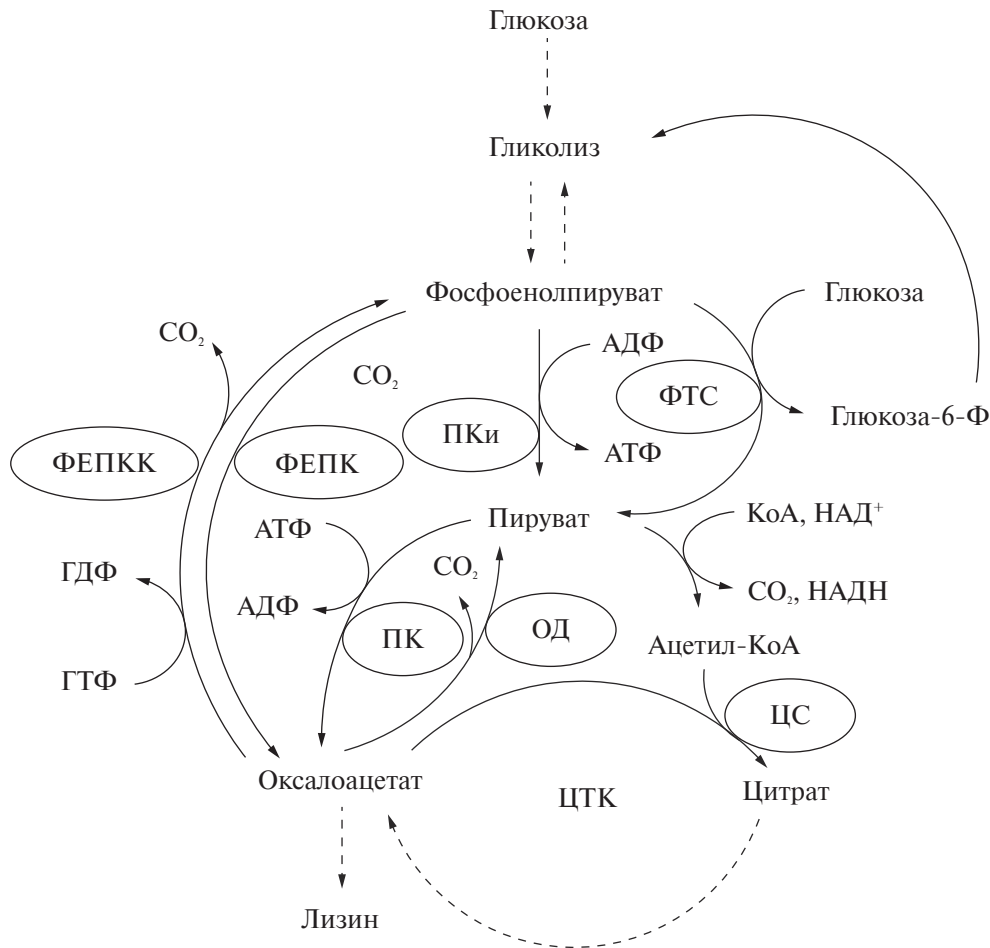 Глюкоза
Гликолиз
Фосфоенолпируват
Глюкоза
CO₂
АДФ
CO₂
ФТС
Глюкоза-6-Ф
ПКи
АТФ
ФЕПКК
ФЕПК
Пируват
КоА, НАД⁺
АТФ
CO₂
ГДФ
CO₂, НАДН
АДФ
ПК
ОД
Ацетил-КоА
ГТФ
ЦС
Оксалоацетат
ЦТК
Цитрат
Лизин